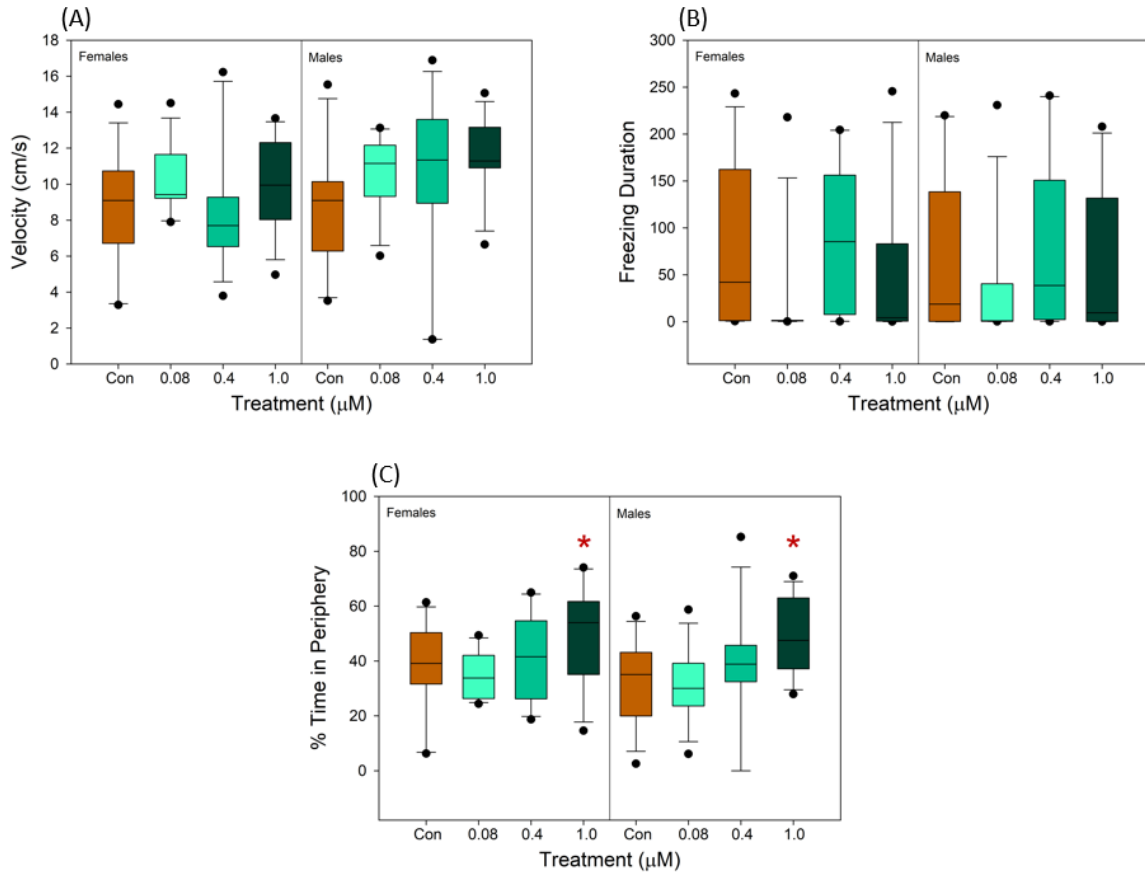 (A)
18
16
14
12
10
8
6
4
2
0
Velocity (cm/s)
Females
Males
Con 0.08 0.4 1.0 Con 0.08 0.4 1.0
Treatment (μM)
(B)
300
250
200
150
100
50
0
Freezing Duration
Females
Males
Con 0.08 0.4 1.0 Con 0.08 0.4 1.0
Treatment (μM)
(C)
100
80
60
40
20
0
% Time in Periphery
Females
Males
*
*
Con 0.08 0.4 1.0 Con 0.08 0.4 1.0
Treatment (μM)